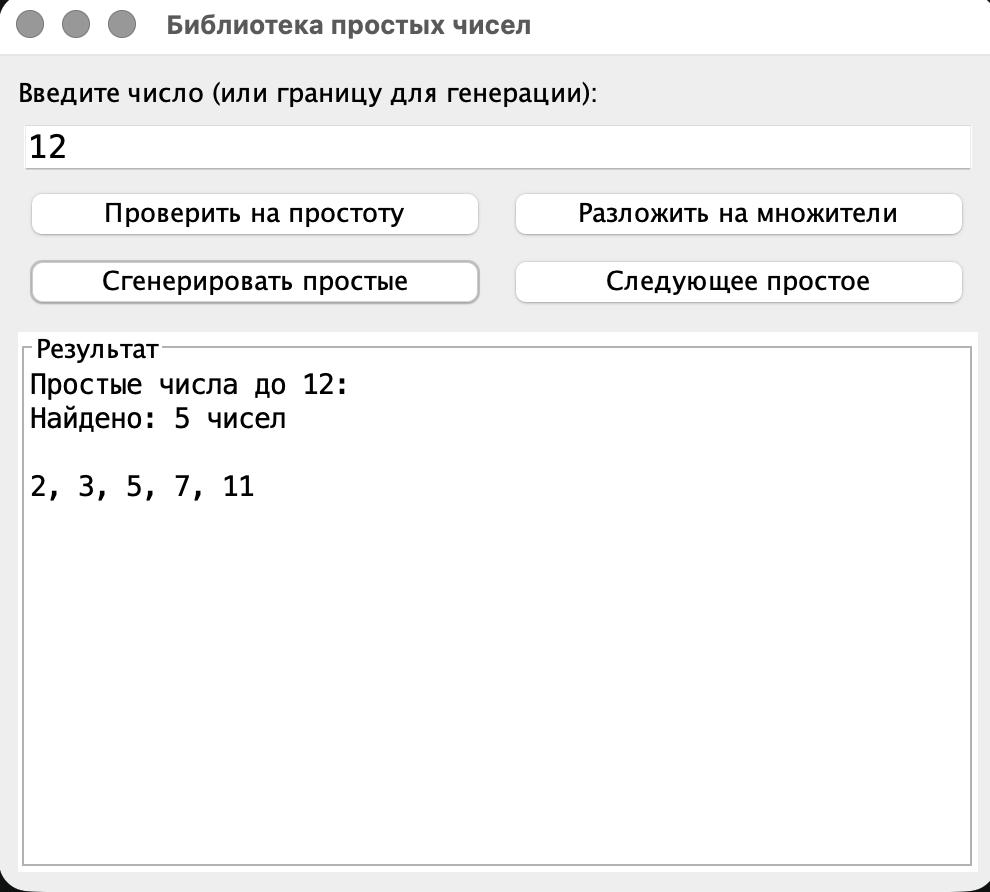 Библиотека простых чисел
Введите число (или границу для генерации):
12
Проверить на простоту
Разложить на множители
Сгенерировать простые
Следующее простое
Результат
Простые числа до 12:
Найдено: 5 чисел
2, 3, 5, 7, 11